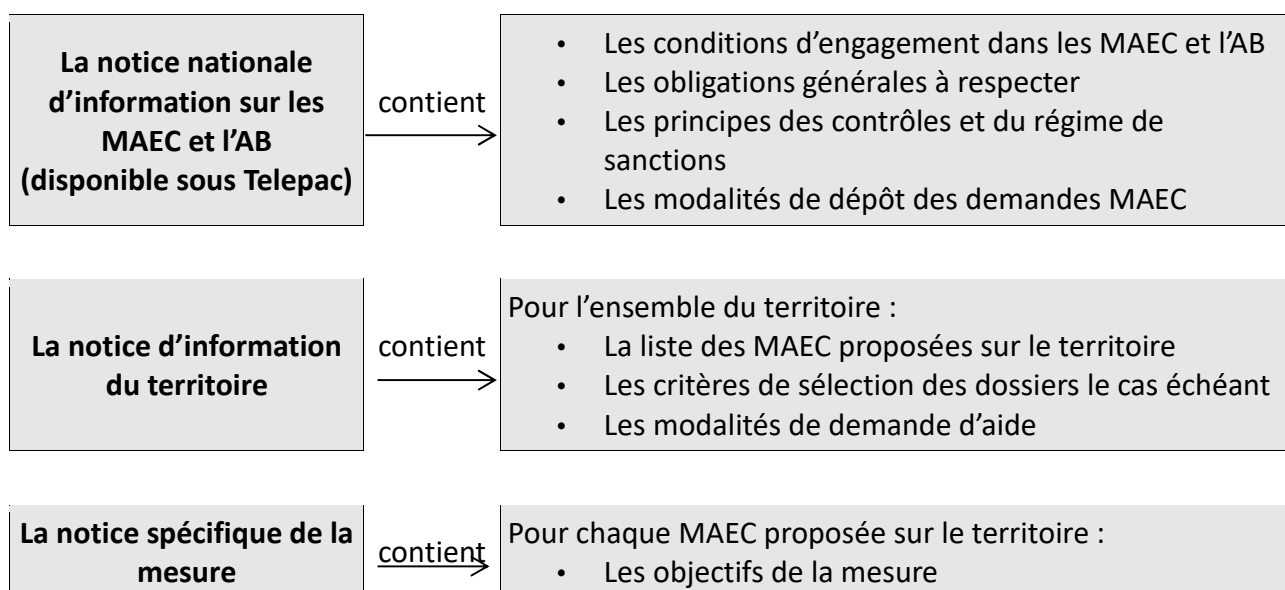 La notice nationale
d’information sur les
MAEC et l’AB
(disponible sous Telepac)
contient
• Les conditions d’engagement dans les MAEC et l’AB
• Les obligations générales à respecter
• Les principes des contrôles et du régime de
sanctions
• Les modalités de dépôt des demandes MAEC
La notice d’information
du territoire
contient
Pour l’ensemble du territoire :
• La liste des MAEC proposées sur le territoire
• Les critères de sélection des dossiers le cas échéant
• Les modalités de demande d’aide
La notice spécifique de la
mesure
contient
Pour chaque MAEC proposée sur le territoire :
• Les objectifs de la mesure